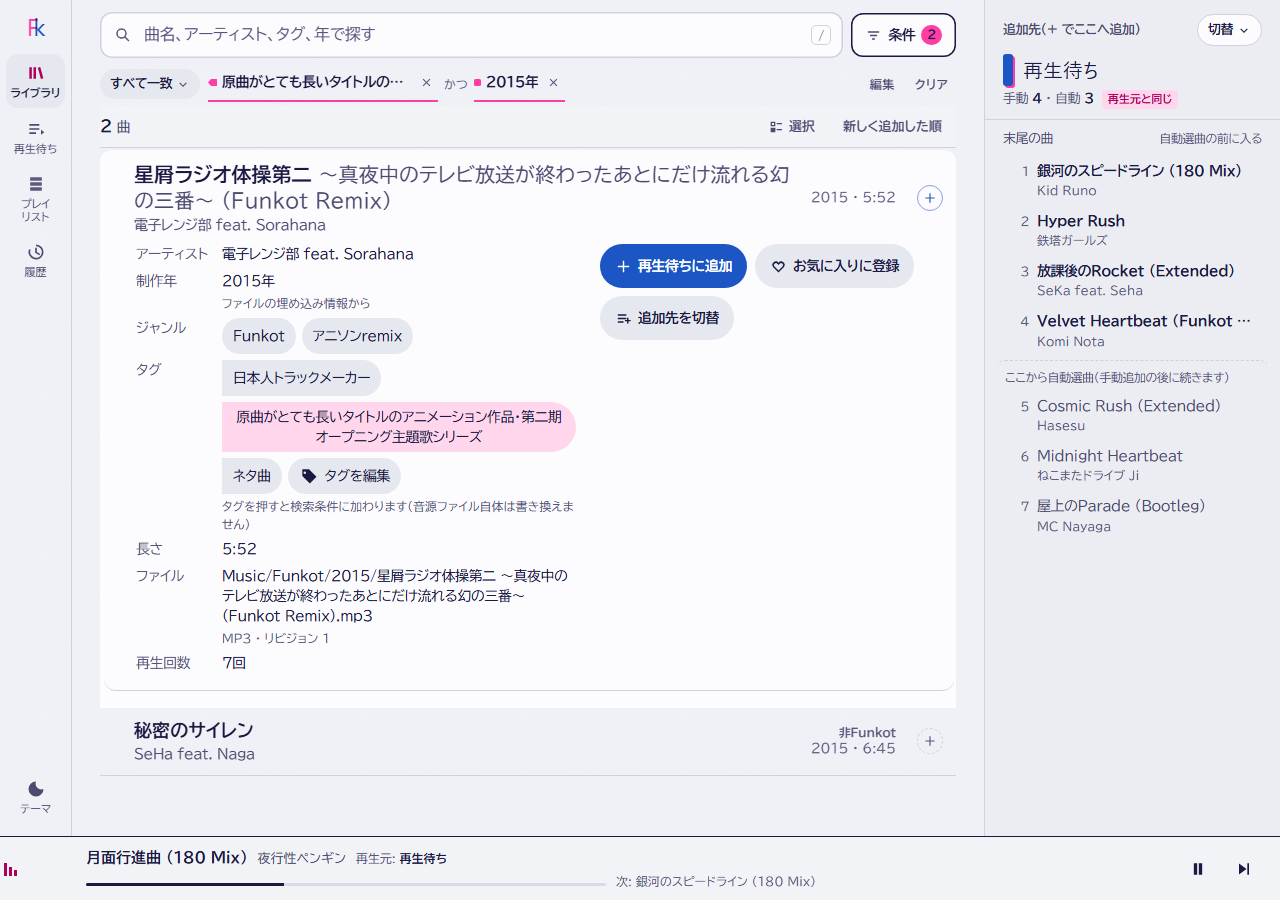 Fk
ライブラリ
再生待ち
プレイ
リスト
履歴
テーマ
曲名、アーティスト、タグ、年で探す
/
条件 2
すべて一致
原曲がとても長いタイトルの…
かつ
2015年
編集
クリア
2 曲
選択
新しく追加した順
星屑ラジオ体操第二 〜真夜中のテレビ放送が終わったあとにだけ流れる幻
の三番〜 (Funkot Remix)
電子レンジ部 feat. Sorahana
2015・5:52
アーティスト 電子レンジ部 feat. Sorahana
制作年 2015年
ファイルの埋め込み情報から
ジャンル Funkot アニソンremix
タグ 日本人トラックメーカー
原曲がとても長いタイトルのアニメーション作品・第二期
オープニング主題歌シリーズ
ネタ曲 タグを編集
タグを押すと検索条件に加わります(音源ファイル自体は書き換えま
せん)
長さ 5:52
ファイル Music/Funkot/2015/星屑ラジオ体操第二 〜真夜中の
テレビ放送が終わったあとにだけ流れる幻の三番〜
(Funkot Remix).mp3
MP3・リビジョン 1
再生回数 7回
再生待ちに追加
お気に入りに登録
追加先を切替
秘密のサイレン
SeHa feat. Naga
非Funkot
2015・6:45
追加先(+ でここへ追加)
切替
再生待ち
手動 4・自動 3 再生元と同じ
末尾の曲
自動選曲の前に入る
1 銀河のスピードライン (180 Mix)
Kid Runo
2 Hyper Rush
鉄塔ガールズ
3 放課後のRocket (Extended)
SeKa feat. Seha
4 Velvet Heartbeat (Funkot …
Komi Nota
ここから自動選曲(手動追加の後に続きます)
5 Cosmic Rush (Extended)
Hasesu
6 Midnight Heartbeat
ねこまたドライブ Ji
7 屋上のParade (Bootleg)
MC Nayaga
月面行進曲 (180 Mix) 夜行性ペンギン 再生元: 再生待ち
次: 銀河のスピードライン (180 Mix)